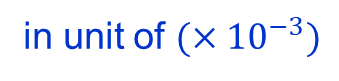 in unit of (× 10⁻³)